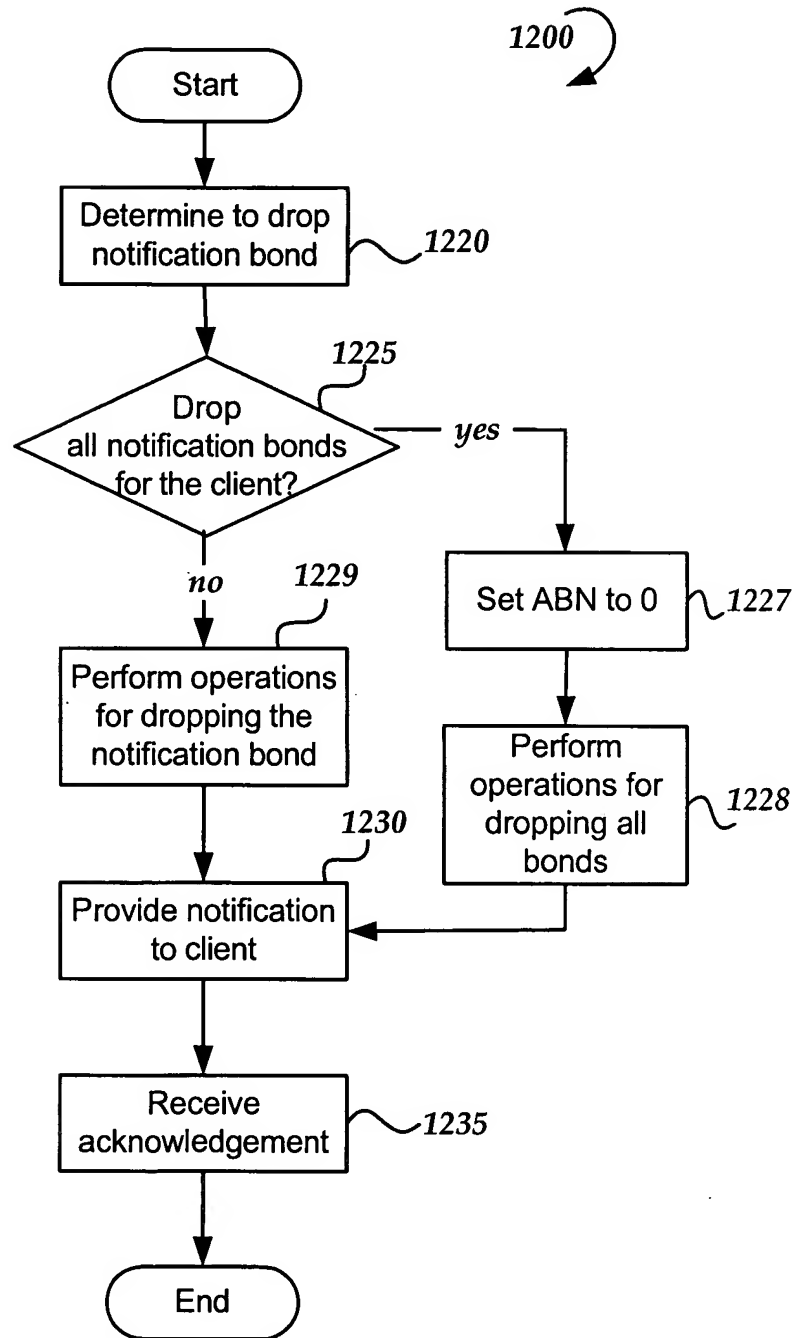 1200
Start
Determine to drop
notification bond
1220
1225
Drop
all notification bonds
for the client?
yes
no
1229
Set ABN to 0
1227
Perform operations
for dropping the
notification bond
Perform
operations for
dropping all
bonds
1228
1230
Provide notification
to client
Receive
acknowledgement
1235
End